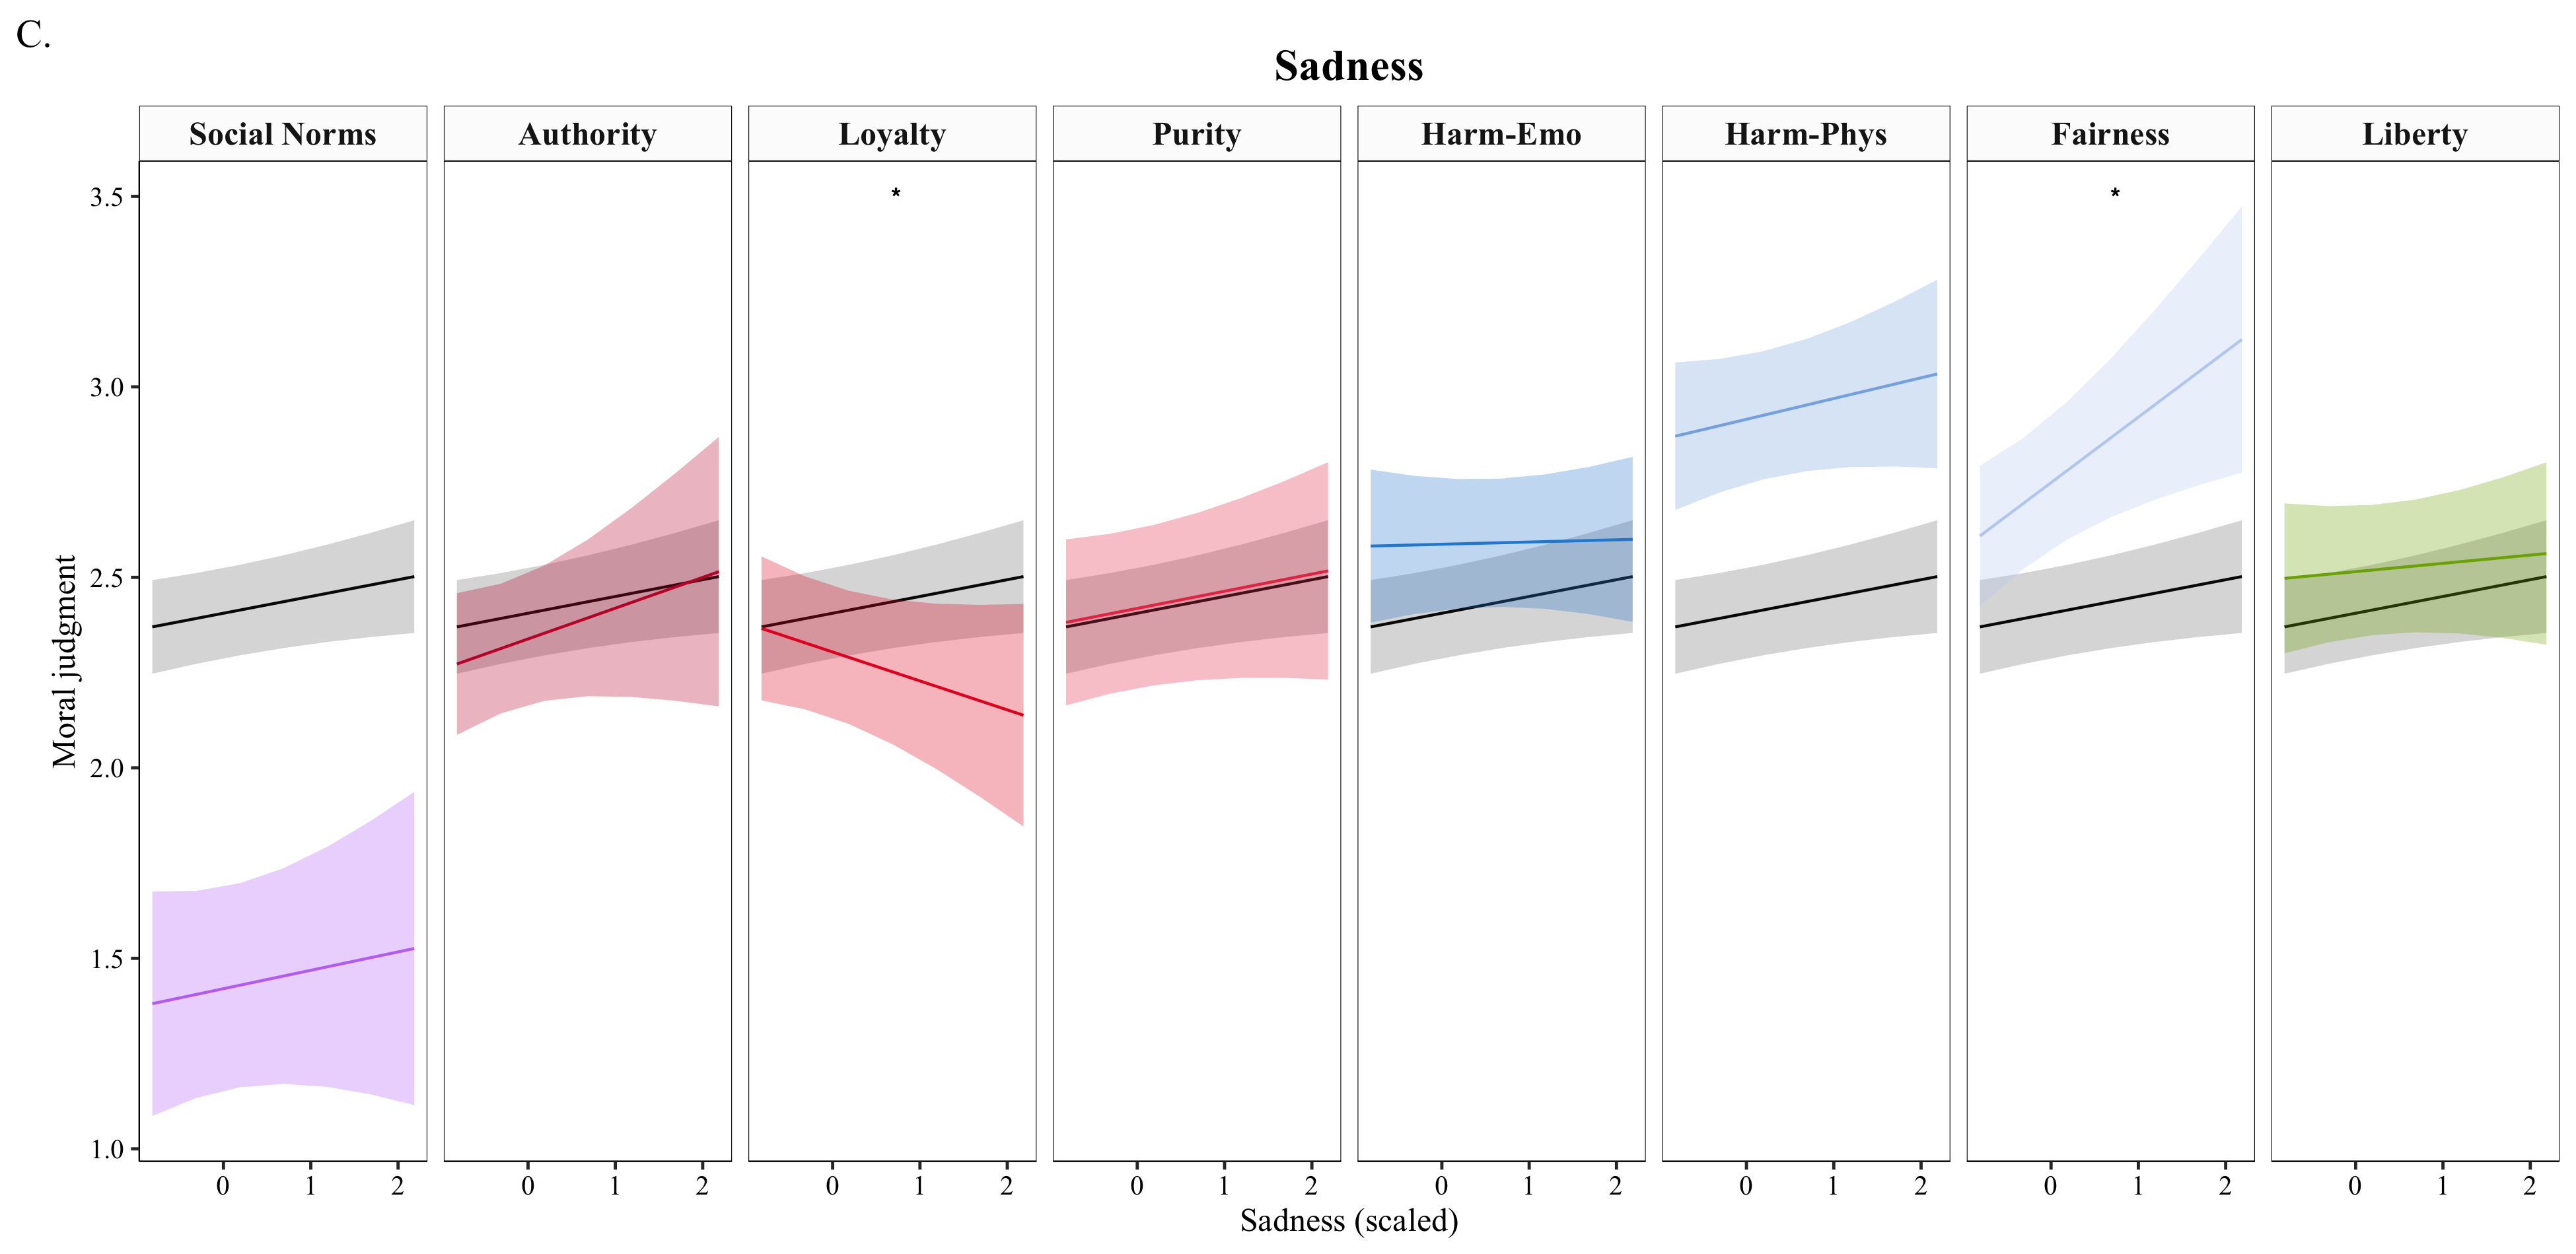 C.
Sadness
Social Norms Authority Loyalty Purity Harm-Emo Harm-Phys Fairness Liberty
* *
Moral judgment
3.5
3.0
2.5
2.0
1.5
1.0
0 1 2 0 1 2 0 1 2 0 1 2 0 1 2 0 1 2 0 1 2 0 1 2
Sadness (scaled)